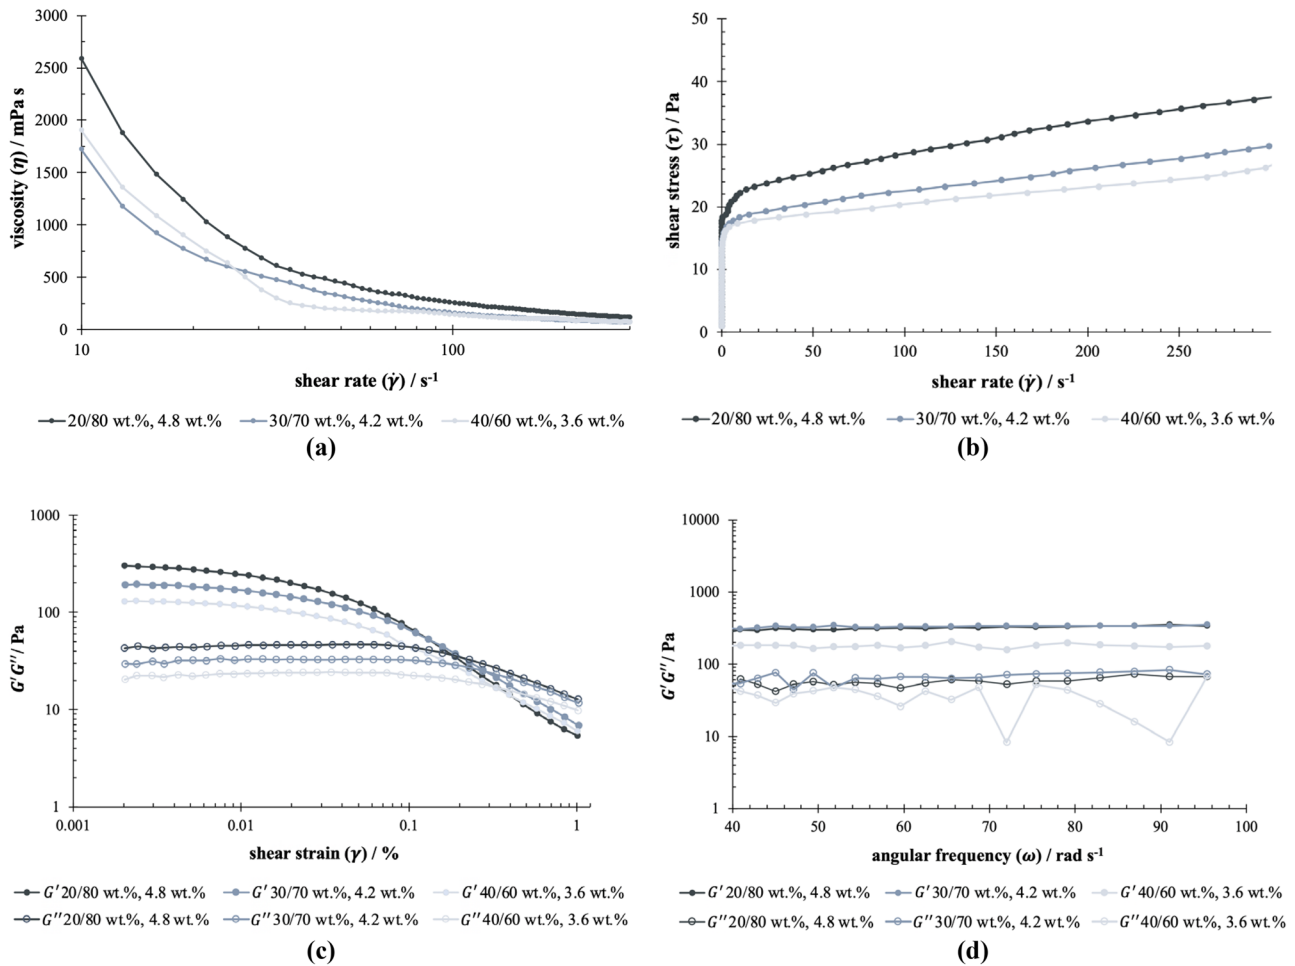 3000
2500
2000
1500
1000
500
0
viscosity (η) / mPa s
10
100
shear rate (γ̇) / s⁻¹
20/80 wt.%, 4.8 wt.%
30/70 wt.%, 4.2 wt.%
40/60 wt.%, 3.6 wt.%
(a)
50
40
30
20
10
0
shear stress (τ) / Pa
0
50
100
150
200
250
shear rate (γ̇) / s⁻¹
20/80 wt.%, 4.8 wt.%
30/70 wt.%, 4.2 wt.%
40/60 wt.%, 3.6 wt.%
(b)
1000
100
10
1
G′G″/ Pa
0.001
0.01
0.1
1
shear strain (γ) / %
G′ 20/80 wt.%, 4.8 wt.%
G′ 30/70 wt.%, 4.2 wt.%
G′ 40/60 wt.%, 3.6 wt.%
G″ 20/80 wt.%, 4.8 wt.%
G″ 30/70 wt.%, 4.2 wt.%
G″ 40/60 wt.%, 3.6 wt.%
(c)
10000
1000
100
10
1
G′G″/ Pa
40
50
60
70
80
90
100
angular frequency (ω) / rad s⁻¹
G′ 20/80 wt.%, 4.8 wt.%
G′ 30/70 wt.%, 4.2 wt.%
G′ 40/60 wt.%, 3.6 wt.%
G″ 20/80 wt.%, 4.8 wt.%
G″ 30/70 wt.%, 4.2 wt.%
G″ 40/60 wt.%, 3.6 wt.%
(d)